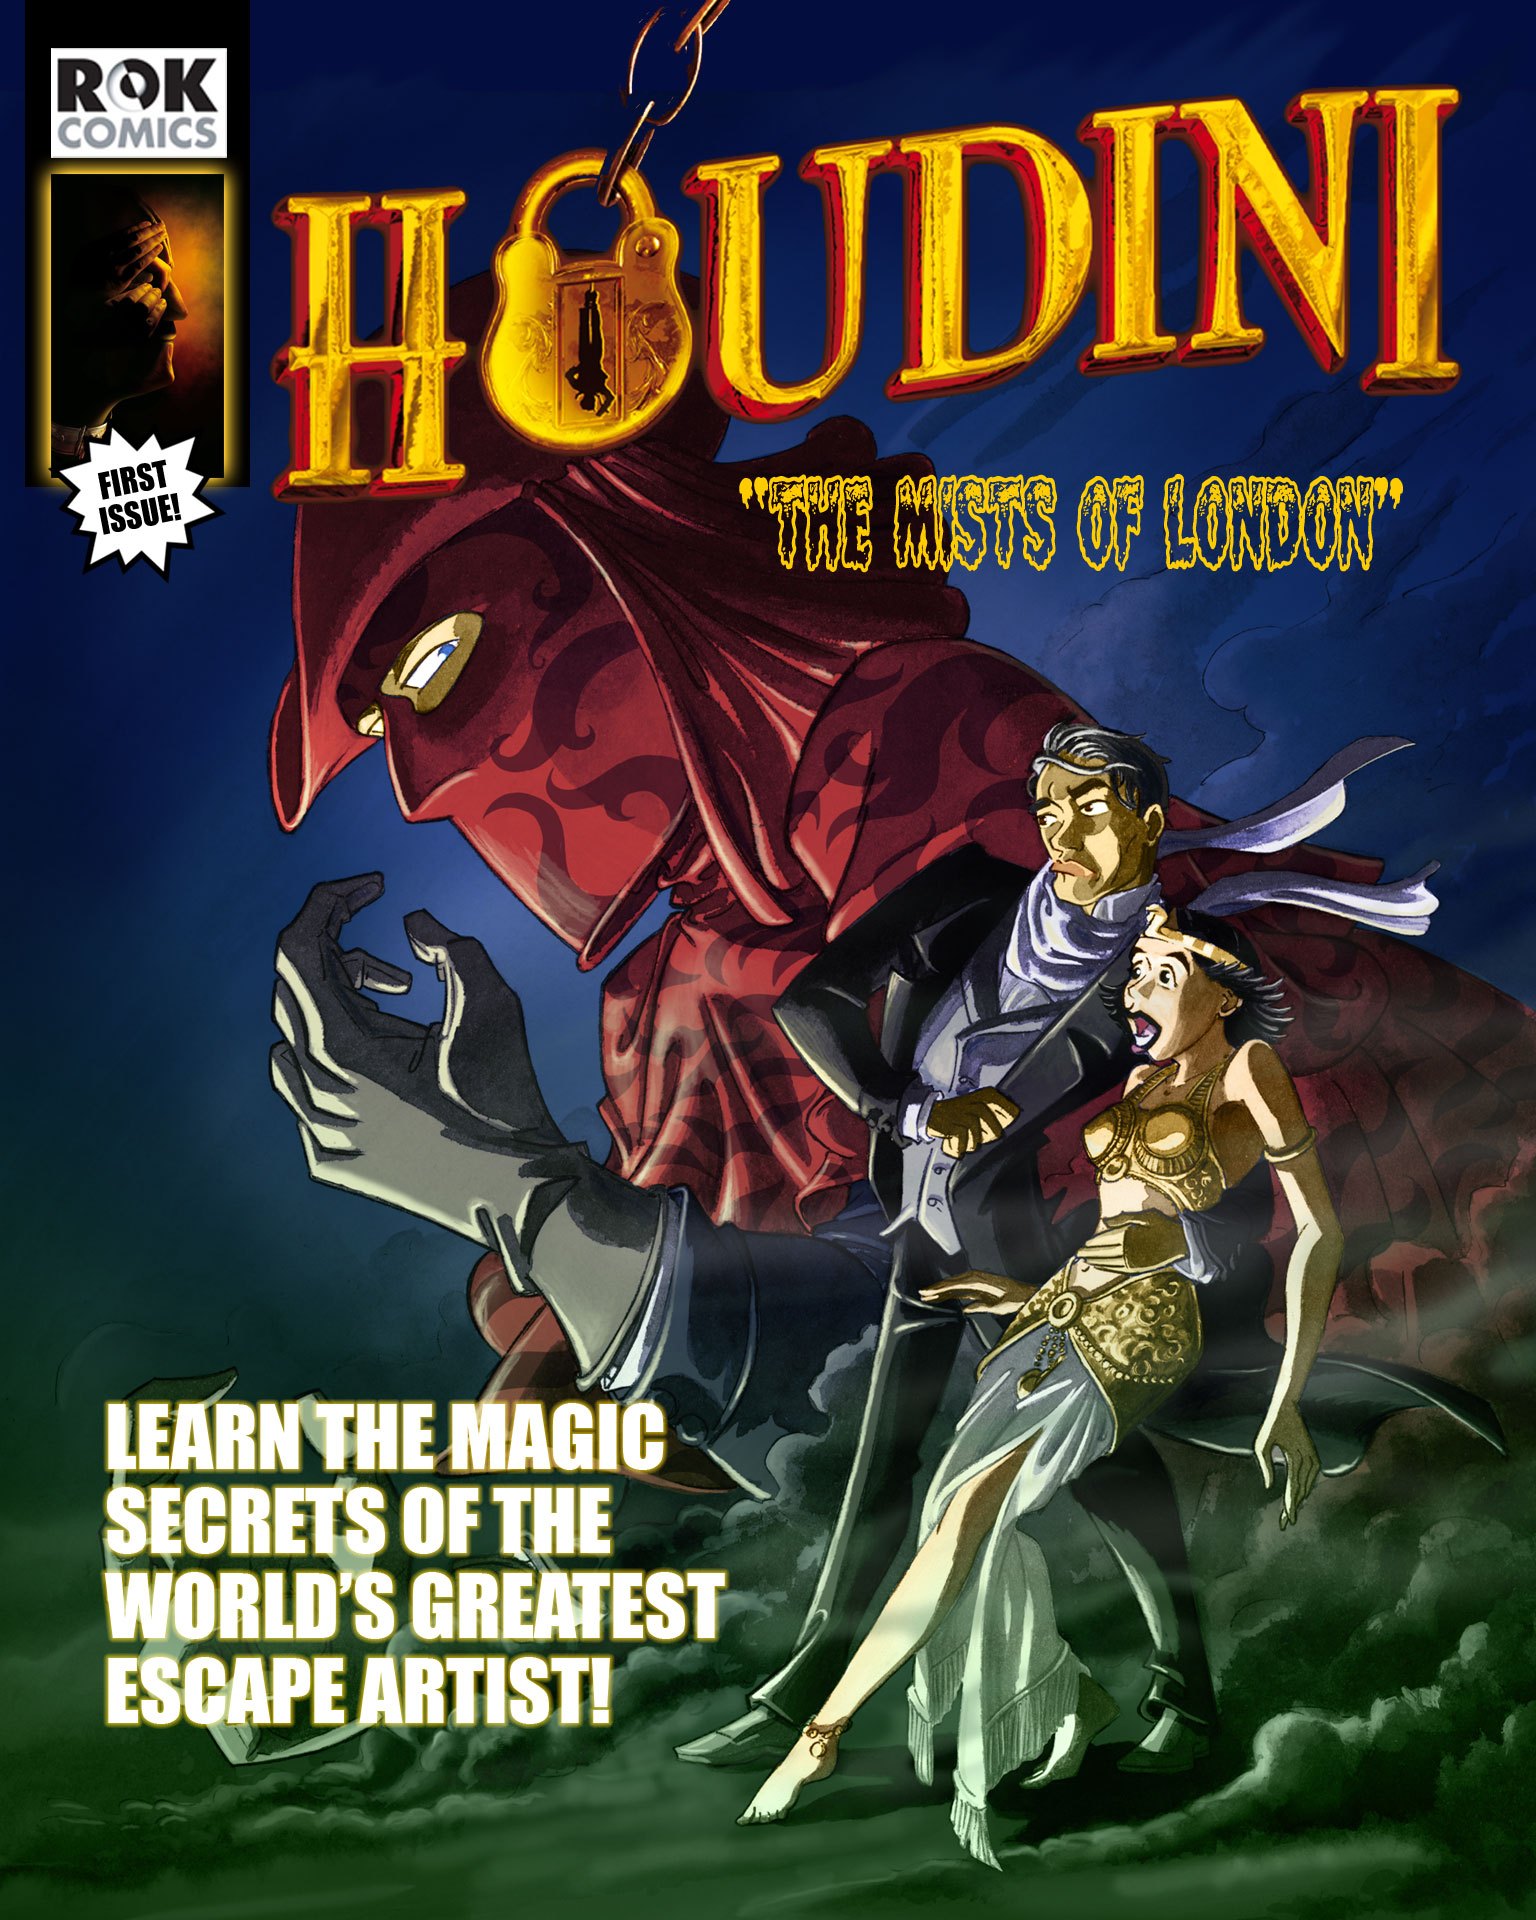 ROK
COMICS
HOUDINI
FIRST
ISSUE!
"THE MISTS OF LONDON"
LEARN THE MAGIC
SECRETS OF THE
WORLD'S GREATEST
ESCAPE ARTIST!